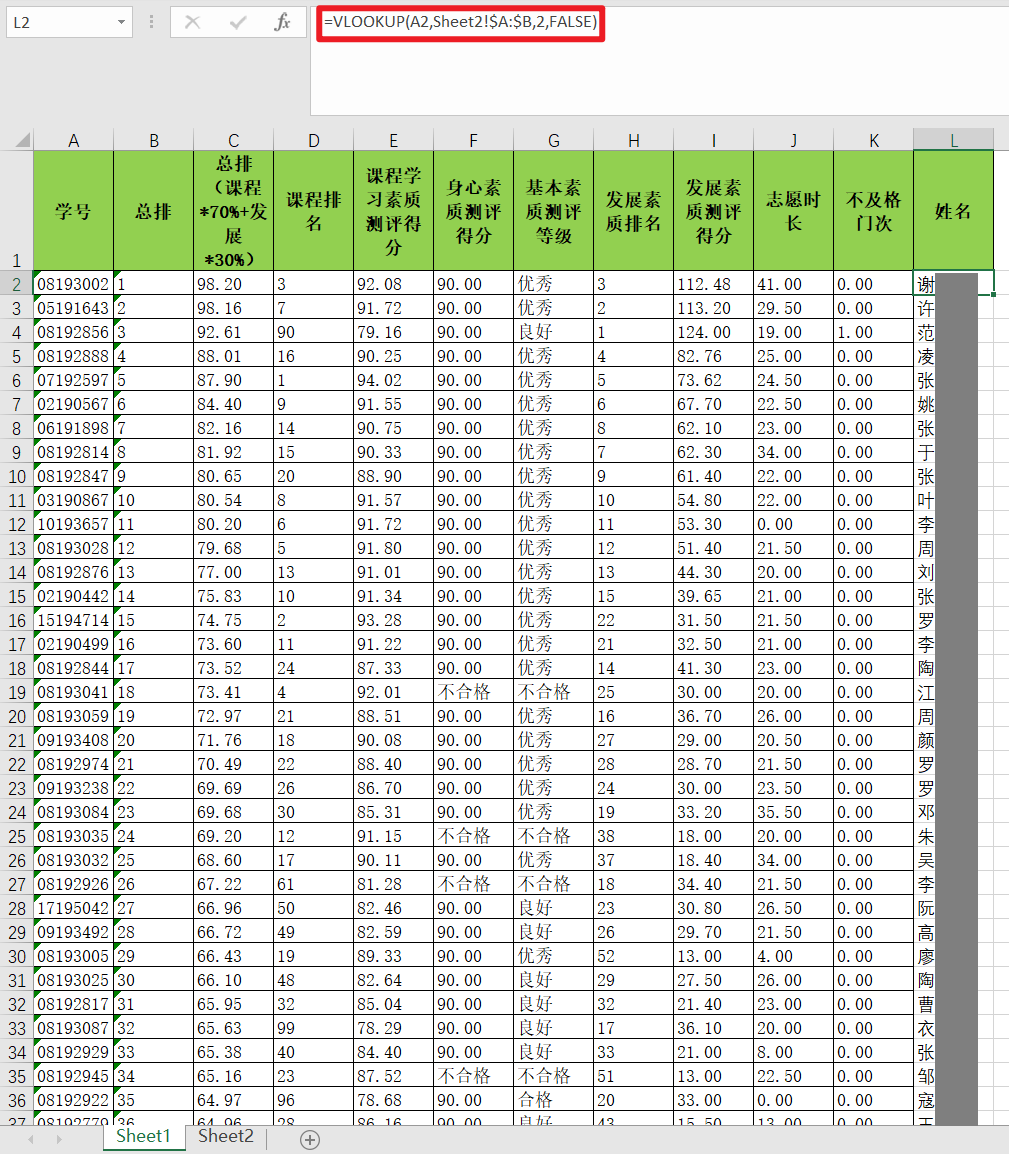 L2 fx =VLOOKUP(A2,Sheet2!$A:$B,2,FALSE)
A B C D E F G H I J K L
1 学号 总排 总排（课程*70%+发展*30%） 课程排名 课程学习素质测评得分 身心素质测评得分 基本素质测评等级 发展素质排名 发展素质测评得分 志愿时长 不及格门次 姓名
2 08193002 1 98.20 3 92.08 90.00 优秀 3 112.48 41.00 0.00 谢
3 05191643 2 98.16 7 91.72 90.00 优秀 2 113.20 29.50 0.00 许
4 08192856 3 92.61 90 79.16 90.00 良好 1 124.00 19.00 1.00 范
5 08192888 4 88.01 16 90.25 90.00 优秀 4 82.76 25.00 0.00 凌
6 07192597 5 87.90 1 94.02 90.00 优秀 5 73.62 24.50 0.00 张
7 02190567 6 84.40 9 91.55 90.00 优秀 6 67.70 22.50 0.00 姚
8 06191898 7 82.16 14 90.75 90.00 优秀 8 62.10 23.00 0.00 张
9 08192814 8 81.92 15 90.33 90.00 优秀 7 62.30 34.00 0.00 于
10 08192847 9 80.65 20 88.90 90.00 优秀 9 61.40 22.00 0.00 张
11 03190867 10 80.54 8 91.57 90.00 优秀 10 54.80 22.00 0.00 叶
12 10193657 11 80.20 6 91.72 90.00 优秀 11 53.30 0.00 0.00 李
13 08193028 12 79.68 5 91.80 90.00 优秀 12 51.40 21.50 0.00 周
14 08192876 13 77.00 13 91.01 90.00 优秀 13 44.30 20.00 0.00 刘
15 02190442 14 75.83 10 91.34 90.00 优秀 15 39.65 21.00 0.00 张
16 15194714 15 74.75 2 93.28 90.00 优秀 22 31.50 21.50 0.00 罗
17 02190499 16 73.60 11 91.22 90.00 优秀 21 32.50 21.00 0.00 李
18 08192844 17 73.52 24 87.33 90.00 优秀 14 41.30 23.00 0.00 陶
19 08193041 18 73.41 4 92.01 不合格 不合格 25 30.00 20.00 0.00 江
20 08193059 19 72.97 21 88.51 90.00 优秀 16 36.70 26.00 0.00 周
21 09193408 20 71.76 18 90.08 90.00 优秀 27 29.00 20.50 0.00 颜
22 08192974 21 70.49 22 88.40 90.00 优秀 28 28.70 21.50 0.00 罗
23 09193238 22 69.69 26 86.70 90.00 优秀 24 30.00 23.50 0.00 罗
24 08193084 23 69.68 30 85.31 90.00 优秀 19 33.20 35.50 0.00 邓
25 08193035 24 69.20 12 91.15 不合格 不合格 38 18.00 20.00 0.00 朱
26 08193032 25 68.60 17 90.11 90.00 优秀 37 18.40 34.00 0.00 吴
27 08192926 26 67.22 61 81.28 不合格 不合格 18 34.40 21.50 0.00 李
28 17195042 27 66.96 50 82.46 90.00 良好 23 30.80 26.50 0.00 阮
29 09193492 28 66.72 49 82.59 90.00 良好 26 29.70 21.50 0.00 高
30 08193005 29 66.43 19 89.33 90.00 优秀 52 13.00 4.00 0.00 廖
31 08193025 30 66.10 48 82.64 90.00 良好 29 27.50 26.00 0.00 陶
32 08192817 31 65.95 32 85.04 90.00 良好 32 21.40 23.00 0.00 曹
33 08193087 32 65.63 99 78.29 90.00 良好 17 36.10 20.00 0.00 衣
34 08192929 33 65.38 40 84.40 90.00 良好 33 21.00 8.00 0.00 张
35 08192945 34 65.16 23 87.52 不合格 不合格 51 13.00 22.50 0.00 邹
36 08192922 35 64.97 96 78.68 90.00 合格 20 33.00 0.00 0.00 寇
37 08192779 36 64.96 28 86.16 90.00 良好 43 15.50 13.00 0.00 王
Sheet1 Sheet2